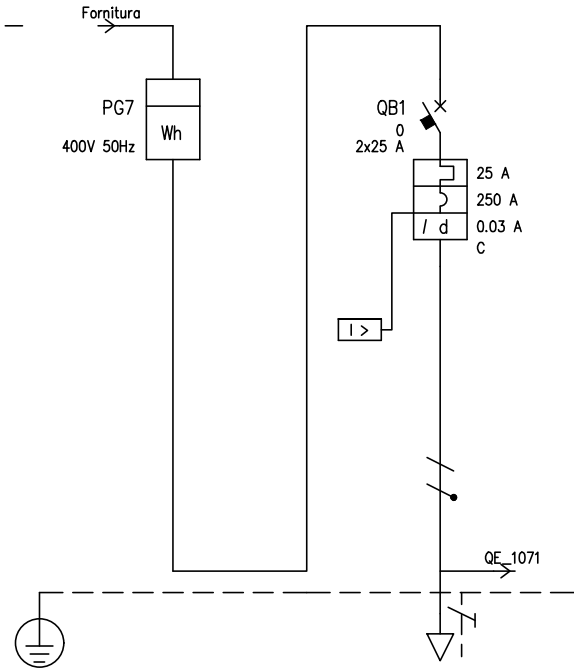 Fornitura
PG7
Wh
400V 50Hz
QB1
0
2x25 A
25 A
250 A
I d
0.03 A
C
I >
QE_1071